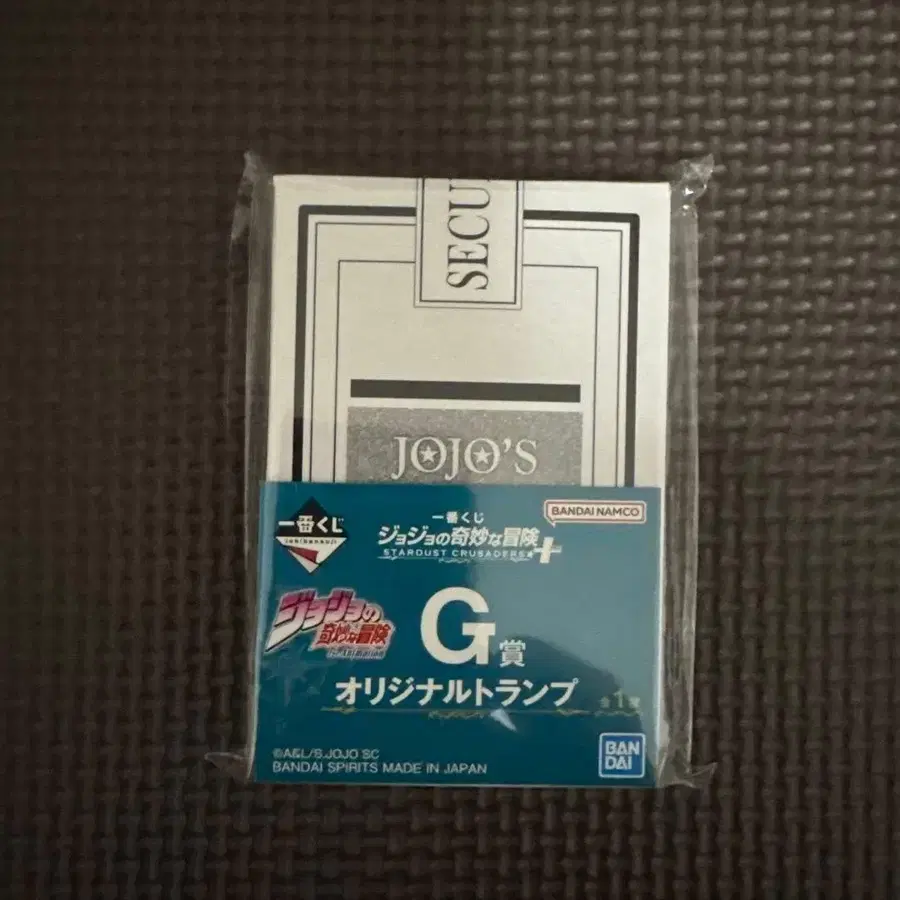 SECU
JOJO'S
一番くじ
ichibankuji
一番くじ
ジョジョの奇妙な冒険
STARDUST CRUSADERS +
BANDAI NAMCO
ジョジョの
奇妙な冒険
G賞
オリジナルトランプ
全1種
©A&L/S,JOJO SC
BANDAI SPIRITS MADE IN JAPAN
BAN
DAI